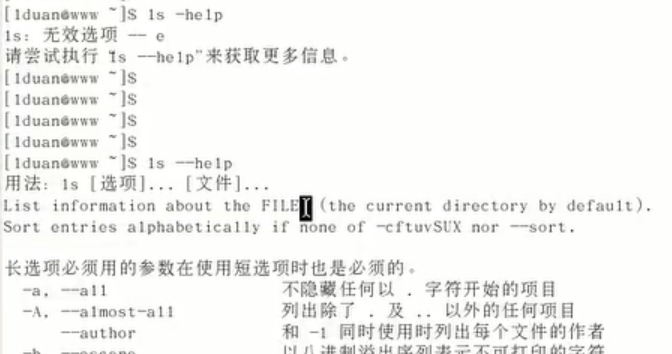 [lduan@www ~]$ ls -help
ls: 无效选项 -- e
请尝试执行“ls --help”来获取更多信息。
[lduan@www ~]$
[lduan@www ~]$
[lduan@www ~]$
[lduan@www ~]$
[lduan@www ~]$ ls --help
用法: ls [选项]... [文件]...
List information about the FILE (the current directory by default).
Sort entries alphabetically if none of -cftuvSUX nor --sort.
长选项必须用的参数在使用短选项时也是必须的。
-a, --all 不隐藏任何以 . 字符开始的项目
-A, --almost-all 列出除了 . 及 .. 以外的任何项目
--author 和 -l 同时使用时列出每个文件的作者
-b, --escape 以八进制溢出序列表示不可打印的字符